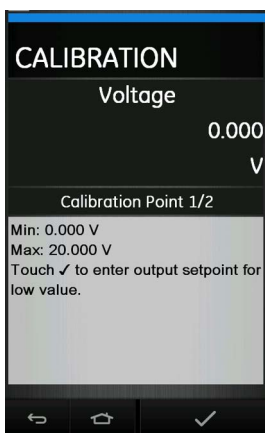 CALIBRATION
Voltage
0.000
V
Calibration Point 1/2
Min: 0.000 V
Max: 20.000 V
Touch ✓ to enter output setpoint for
low value.